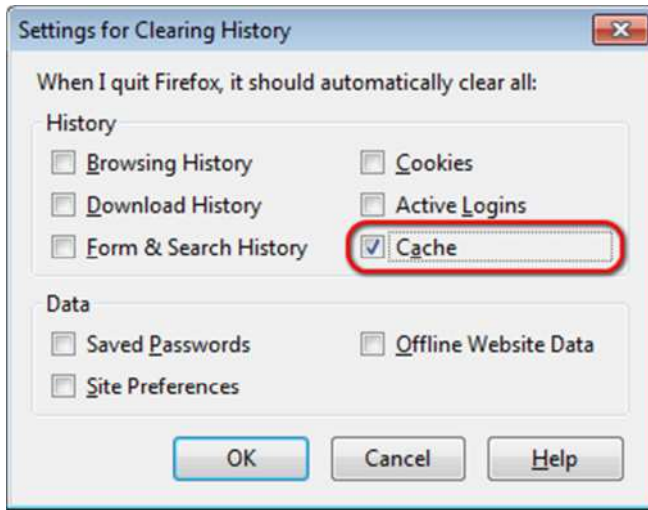 Settings for Clearing History
When I quit Firefox, it should automatically clear all:
History
Browsing History
Cookies
Download History
Active Logins
Form & Search History
Cache
Data
Saved Passwords
Offline Website Data
Site Preferences
OK
Cancel
Help